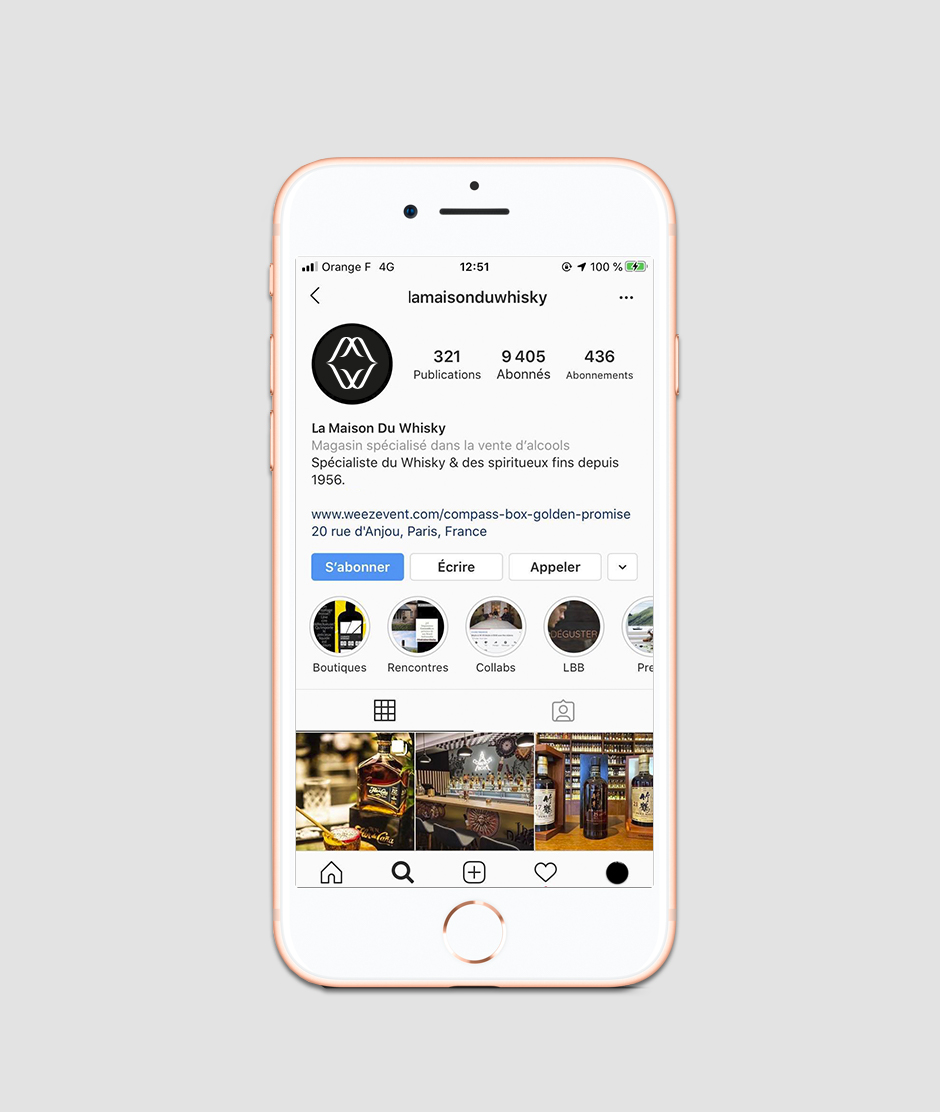 Orange F 4G 12:51 100 %
lamaisonduwhisky
321 9 405 436
Publications Abonnés Abonnements
La Maison Du Whisky
Magasin spécialisé dans la vente d'alcools
Spécialiste du Whisky & des spiritueux fins depuis
1956.
www.weezevent.com/compass-box-golden-promise
20 rue d'Anjou, Paris, France
S'abonner Écrire Appeler
DÉGUSTER
Boutiques Rencontres Collabs LBB Pre
17